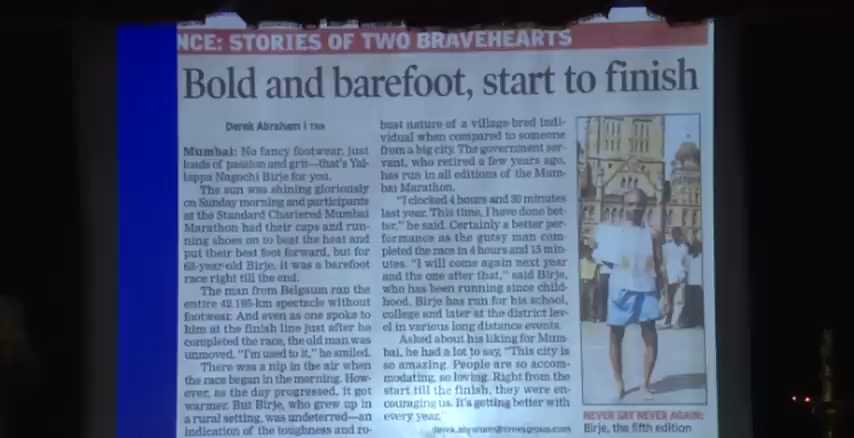 NCE: STORIES OF TWO BRAVEHEARTS
Bold and barefoot, start to finish
Derek Abraham | TNN
Mumbai: No fancy footwear, just
loads of passion and grit—that's Yal-
lappa Nagochi Birje for you.
The sun was shining gloriously
on Sunday morning and participants
at the Standard Chartered Mumbai
Marathon had their caps and run-
ning shoes on to beat the heat and
put their best foot forward, but for
65-year-old Birje, it was a barefoot
race right till the end.
The man from Belgaum ran the
entire 42.195-km spectacle without
footwear. And even as one spoke to
him at the finish line just after he
completed the race, the old man was
unmoved. "I'm used to it," he smiled.
There was a nip in the air when
the race began in the morning. How-
ever, as the day progressed, it got
warmer. But Birje, who grew up in
a rural setting, was undeterred—an
indication of the toughness and ro-
bust nature of a village-bred indi-
vidual when compared to someone
from a big city. The government ser-
vant, who retired a few years ago,
has run in all editions of the Mum-
bai Marathon.
"I clocked 4 hours and 30 minutes
last year. This time, I have done bet-
ter," he said. Certainly a better per-
formance as the gutsy man com-
pleted the race in 4 hours and 15 min-
utes. "I will come again next year
and the one after that," said Birje,
who has been running since child-
hood. Birje has run for his school,
college and later at the district lev-
el in various long distance events.
Asked about his liking for Mum-
bai, he had a lot to say, "This city is
so amazing. People are so accom-
modating, so loving. Right from the
start till the finish, they were en-
couraging us. It's getting better with
every year."
derek.abraham@timesgroup.com
NEVER SAY NEVER AGAIN:
Birje, the fifth edition